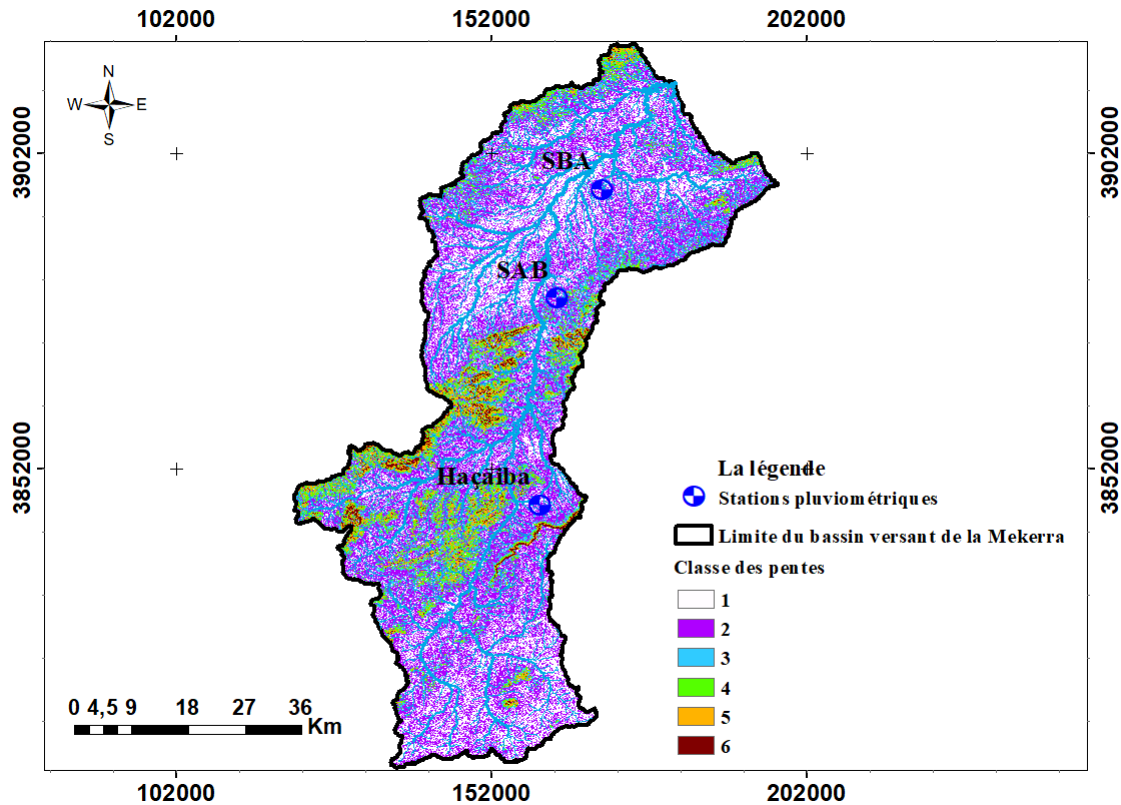 102000 152000 202000
N
W E
S
3902000 3902000
SBA
SAB
3852000 3852000
Haçaïba
La légende
Stations pluviométriques
Limite du bassin versant de la Mekerra
Classe des pentes
1
2
3
4
5
6
0 4,5 9 18 27 36
Km
102000 152000 202000